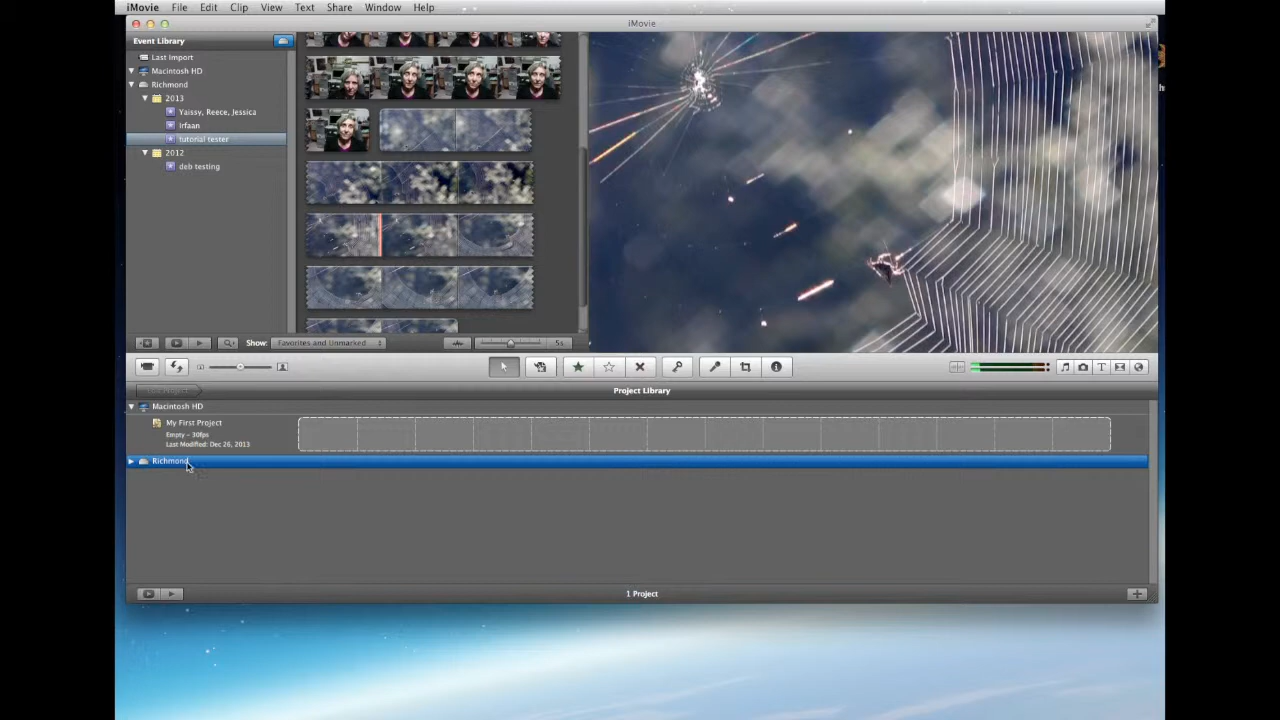 iMovie File Edit Clip View Text Share Window Help
iMovie
Event Library
Last Import
Macintosh HD
Richmond
2013
Yaissy, Reece, Jessica
Irfaan
tutorial tester
2012
deb testing
Show: Favorites and Unmarked
5s
Project Library
Macintosh HD
My First Project
Empty – 30fps
Last Modified: Dec 26, 2013
Richmond
1 Project